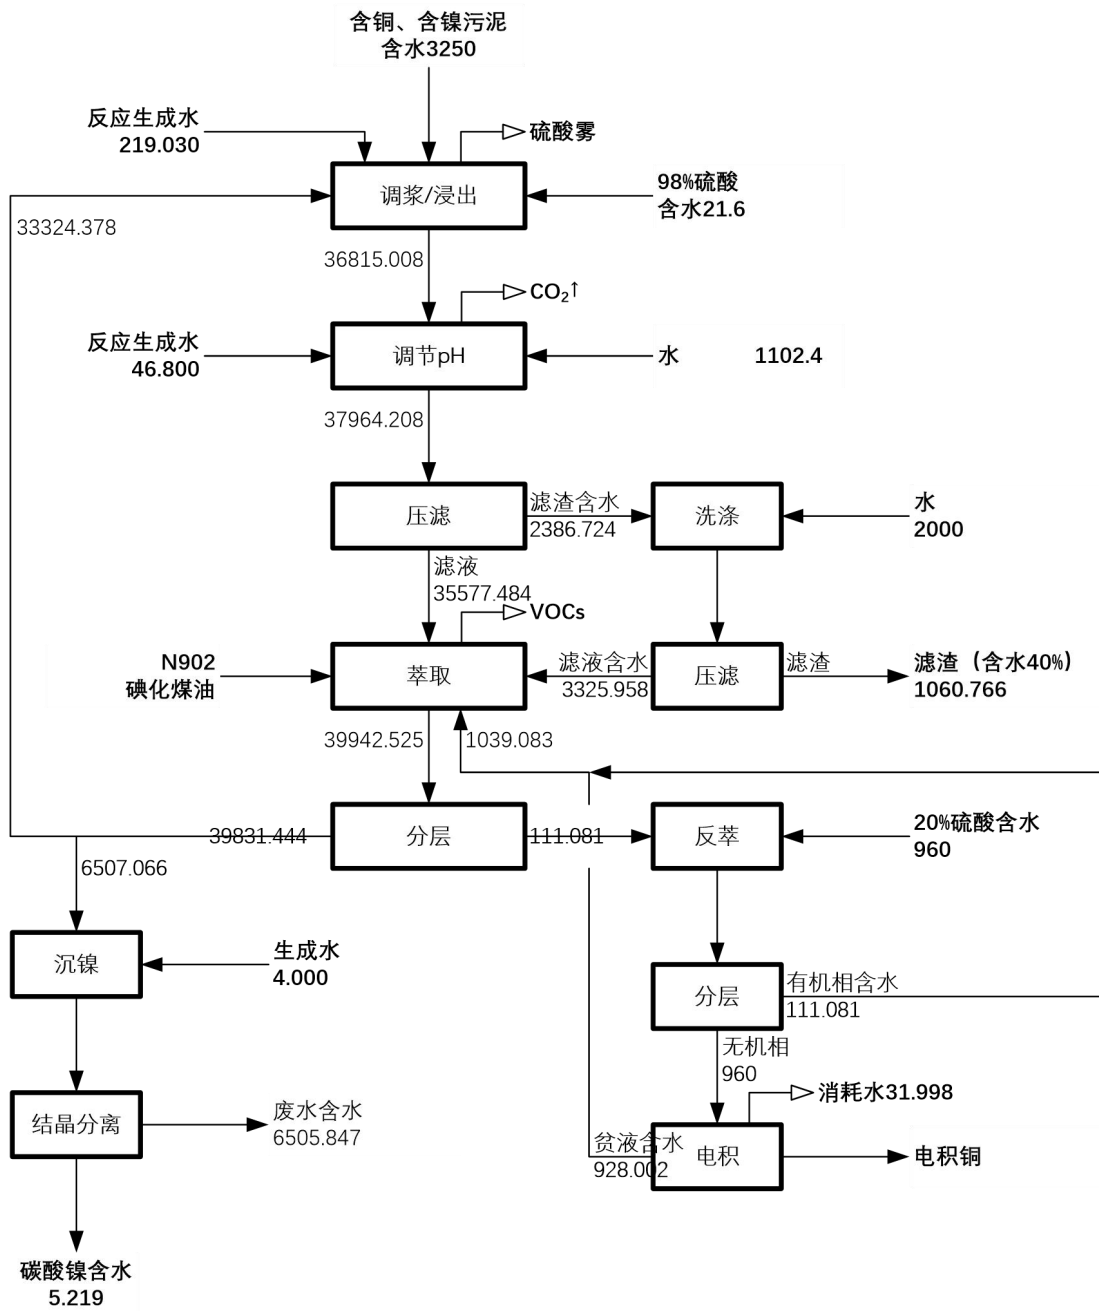 含铜、含镍污泥
含水3250
反应生成水
219.030
硫酸雾
调浆/浸出
98%硫酸
含水21.6
33324.378
36815.008
CO₂↑
反应生成水
46.800
调节pH
水 1102.4
37964.208
压滤
滤渣含水
2386.724
洗涤
水
2000
滤液
35577.484
VOCs
N902
碘化煤油
萃取
滤液含水
3325.958
压滤
滤渣
滤渣（含水40%）
1060.766
39942.525
1039.083
39831.444
分层
111.081
反萃
20%硫酸含水
960
6507.066
沉镍
生成水
4.000
分层
有机相含水
111.081
无机相
960
消耗水31.998
结晶分离
废水含水
6505.847
贫液含水
928.002
电积
电积铜
碳酸镍含水
5.219